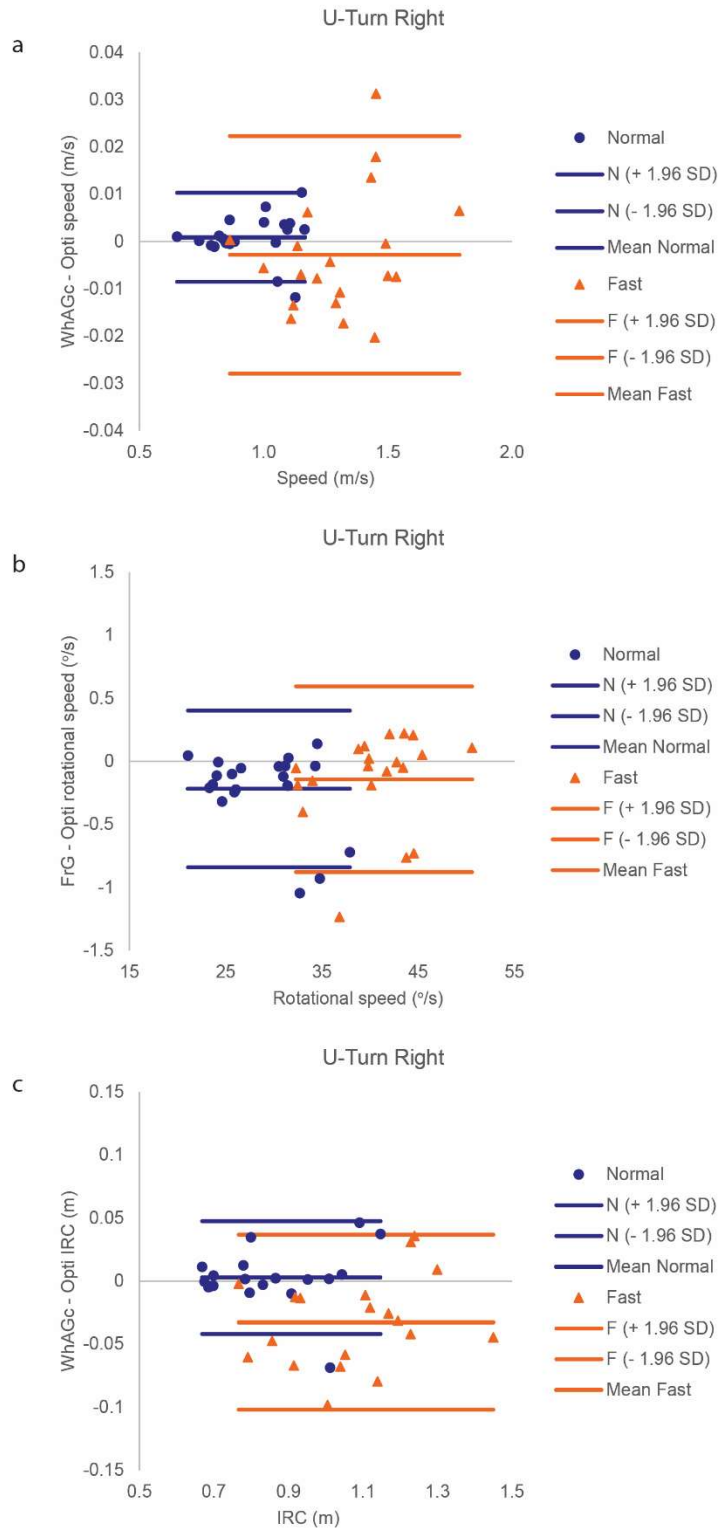 U-Turn Right
a
0.04
0.03
0.02
0.01
0
-0.01
-0.02
-0.03
-0.04
WhAGc - Opti speed (m/s)
0.5 1.0 1.5 2.0
Speed (m/s)
Normal
N (+ 1.96 SD)
N (- 1.96 SD)
Mean Normal
Fast
F (+ 1.96 SD)
F (- 1.96 SD)
Mean Fast
U-Turn Right
b
1.5
1
0.5
0
-0.5
-1
-1.5
FrG - Opti rotational speed (°/s)
15 25 35 45 55
Rotational speed (°/s)
Normal
N (+ 1.96 SD)
N (- 1.96 SD)
Mean Normal
Fast
F (+ 1.96 SD)
F (- 1.96 SD)
Mean Fast
U-Turn Right
c
0.15
0.1
0.05
0
-0.05
-0.1
-0.15
WhAGc - Opti IRC (m)
0.5 0.7 0.9 1.1 1.3 1.5
IRC (m)
Normal
N (+ 1.96 SD)
N (- 1.96 SD)
Mean Normal
Fast
F (+ 1.96 SD)
F (- 1.96 SD)
Mean Fast